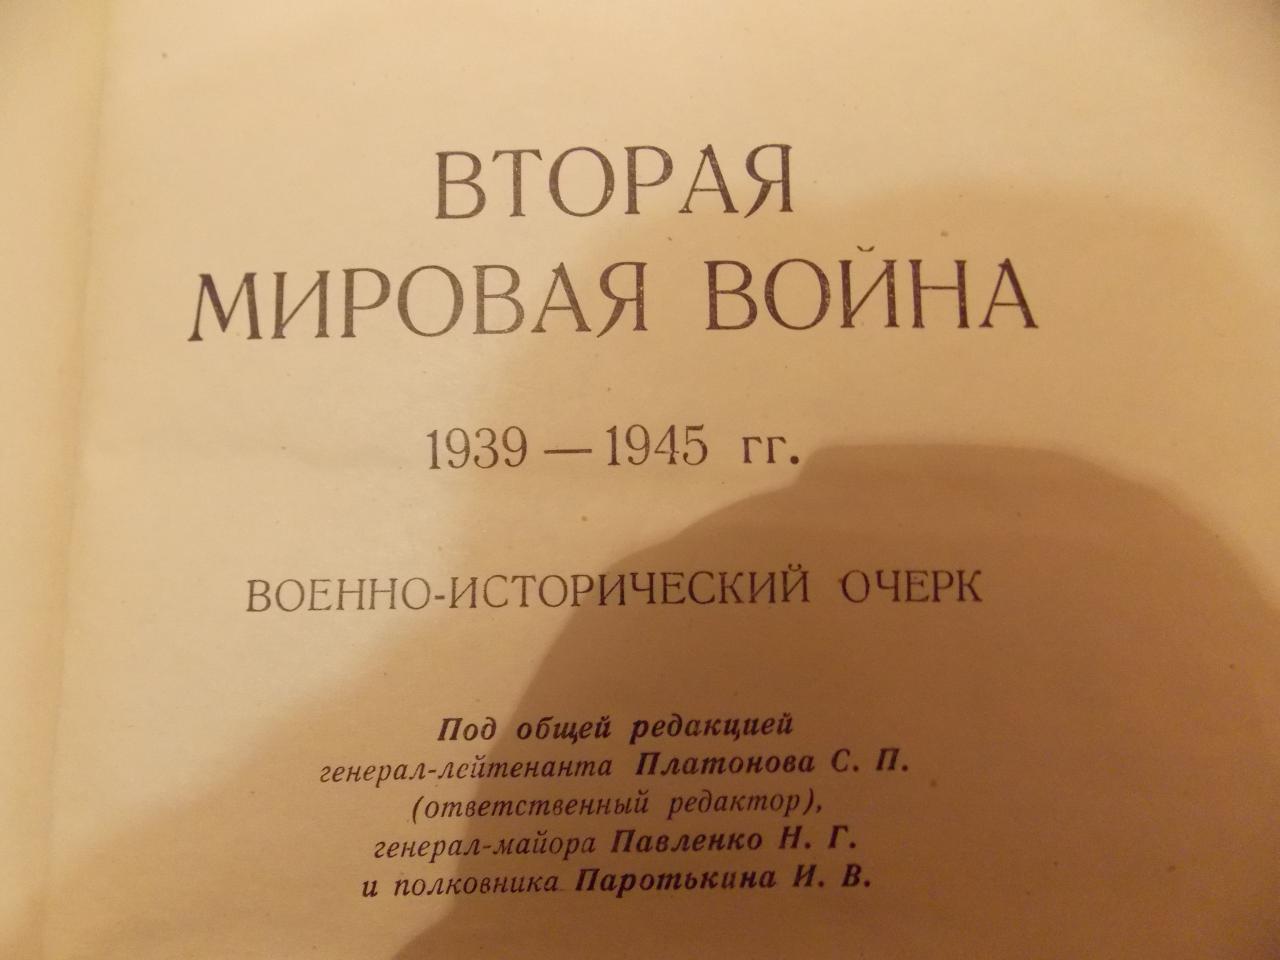 ВТОРАЯ
МИРОВАЯ ВОЙНА
1939 — 1945 гг.
ВОЕННО-ИСТОРИЧЕСКИЙ ОЧЕРК
Под общей редакцией
генерал-лейтенанта Платонова С. П.
(ответственный редактор),
генерал-майора Павленко Н. Г.
и полковника Паротькина И. В.